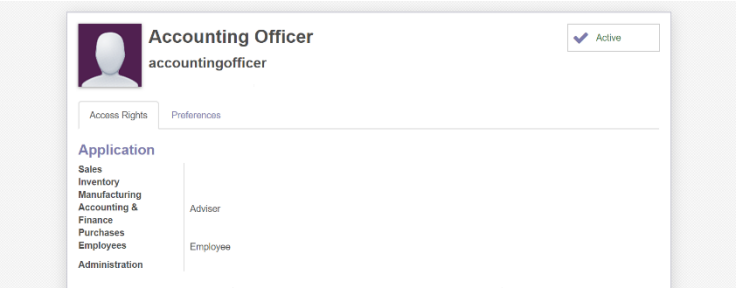 Accounting Officer
Active
accountingofficer
Access Rights Preferences
Application
Sales
Inventory
Manufacturing
Accounting & Adviser
Finance
Purchases
Employees Employee
Administration